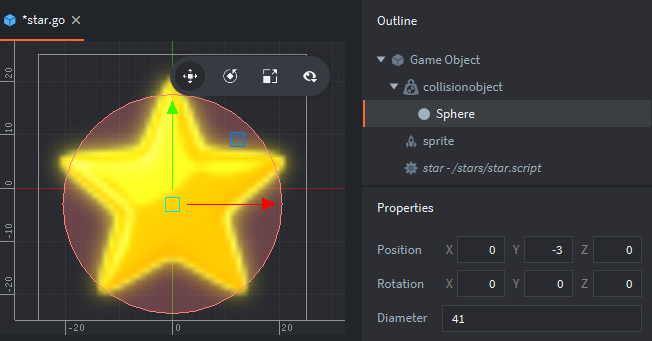 *star.go ×
20
10
0
-10
-20
-20
0
20
Outline
Game Object
collisionobject
Sphere
sprite
star - /stars/star.script
Properties
Position X 0 Y -3 Z 0
Rotation X 0 Y 0 Z 0
Diameter 41